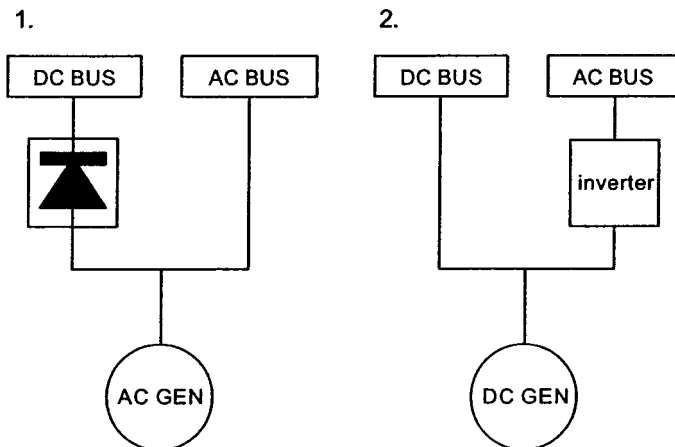 1.
DC BUS
AC BUS
AC GEN
2.
DC BUS
AC BUS
inverter
DC GEN